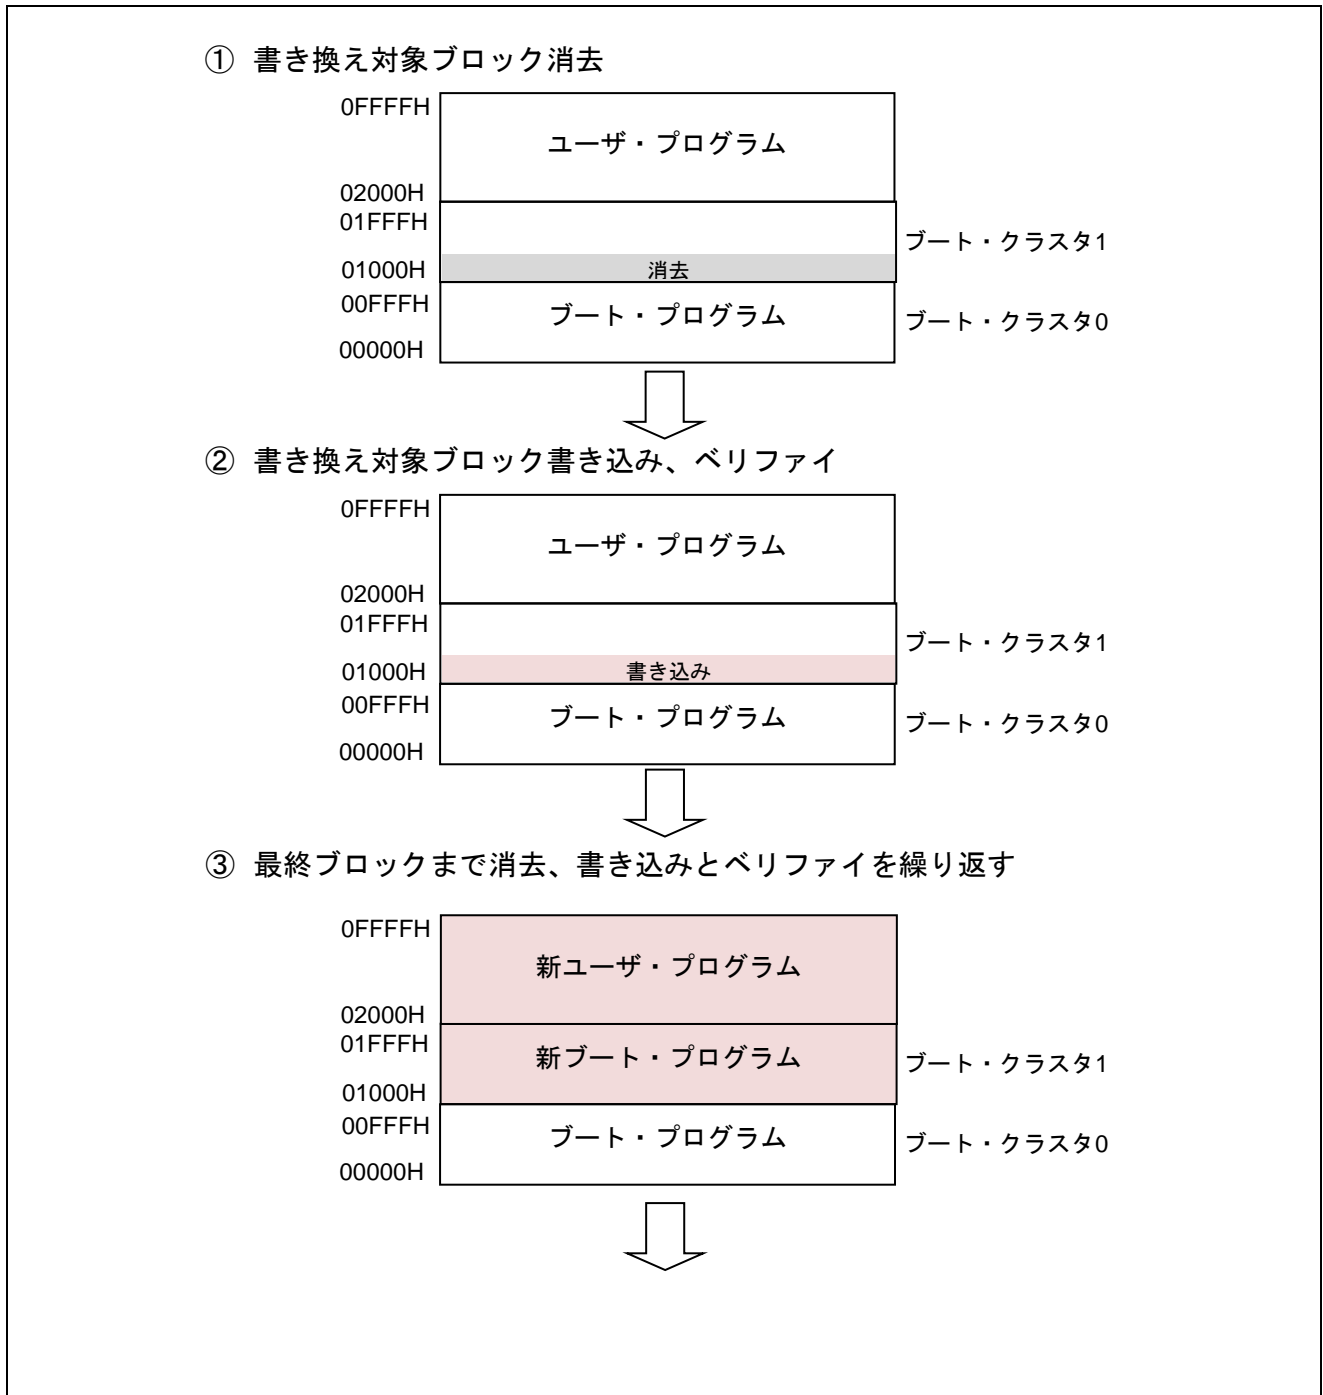 ① 書き換え対象ブロック消去
0FFFFH
ユーザ・プログラム
02000H
01FFFH
ブート・クラスタ1
01000H
消去
00FFFH
ブート・プログラム
ブート・クラスタ0
00000H
② 書き換え対象ブロック書き込み、ベリファイ
0FFFFH
ユーザ・プログラム
02000H
01FFFH
ブート・クラスタ1
01000H
書き込み
00FFFH
ブート・プログラム
ブート・クラスタ0
00000H
③ 最終ブロックまで消去、書き込みとベリファイを繰り返す
0FFFFH
新ユーザ・プログラム
02000H
01FFFH
新ブート・プログラム
ブート・クラスタ1
01000H
00FFFH
ブート・プログラム
ブート・クラスタ0
00000H